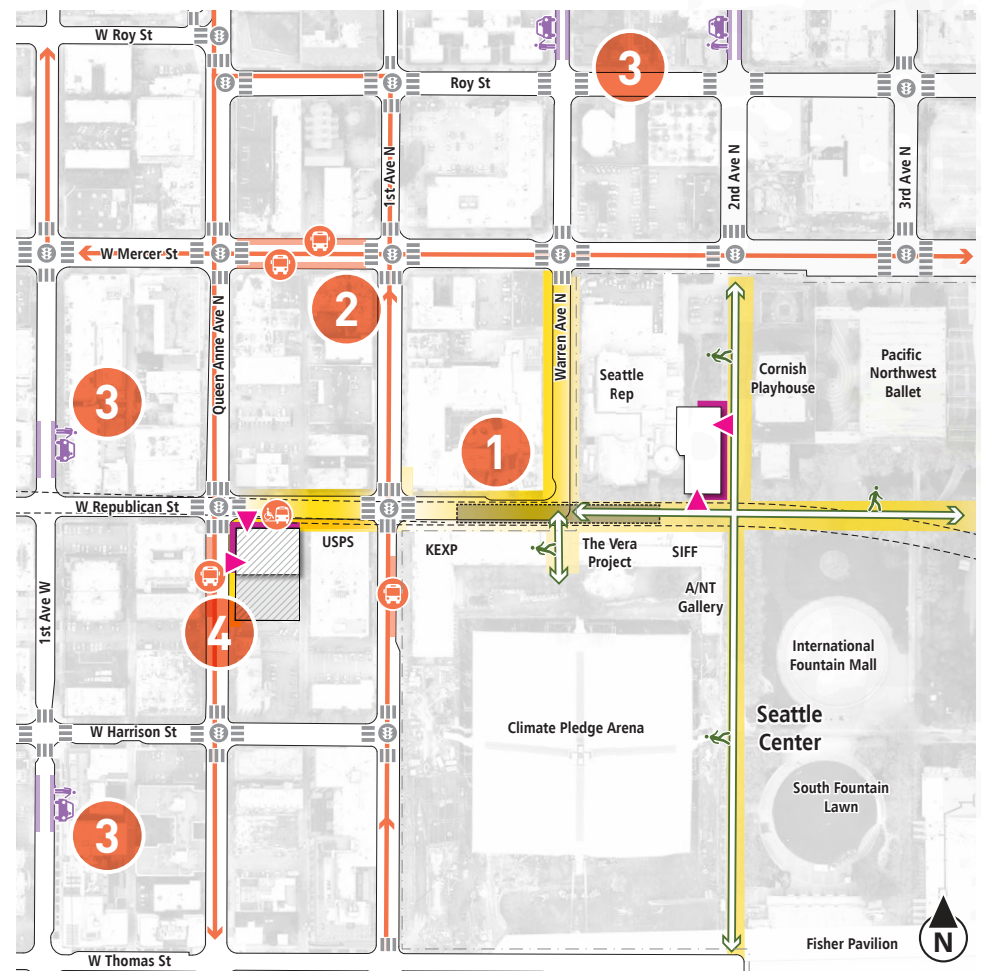 W Roy St
Roy St
3
1st Ave N
2nd Ave N
3rd Ave N
W Mercer St
2
Queen Anne Ave N
Warren Ave N
Seattle
Rep
Cornish
Playhouse
Pacific
Northwest
Ballet
3
1
W Republican St
USPS
KEXP
The Vera
Project
SIFF
A/NT
Gallery
1st Ave W
4
International
Fountain Mall
W Harrison St
Climate Pledge Arena
Seattle
Center
South Fountain
Lawn
3
Fisher Pavilion
N
W Thomas St